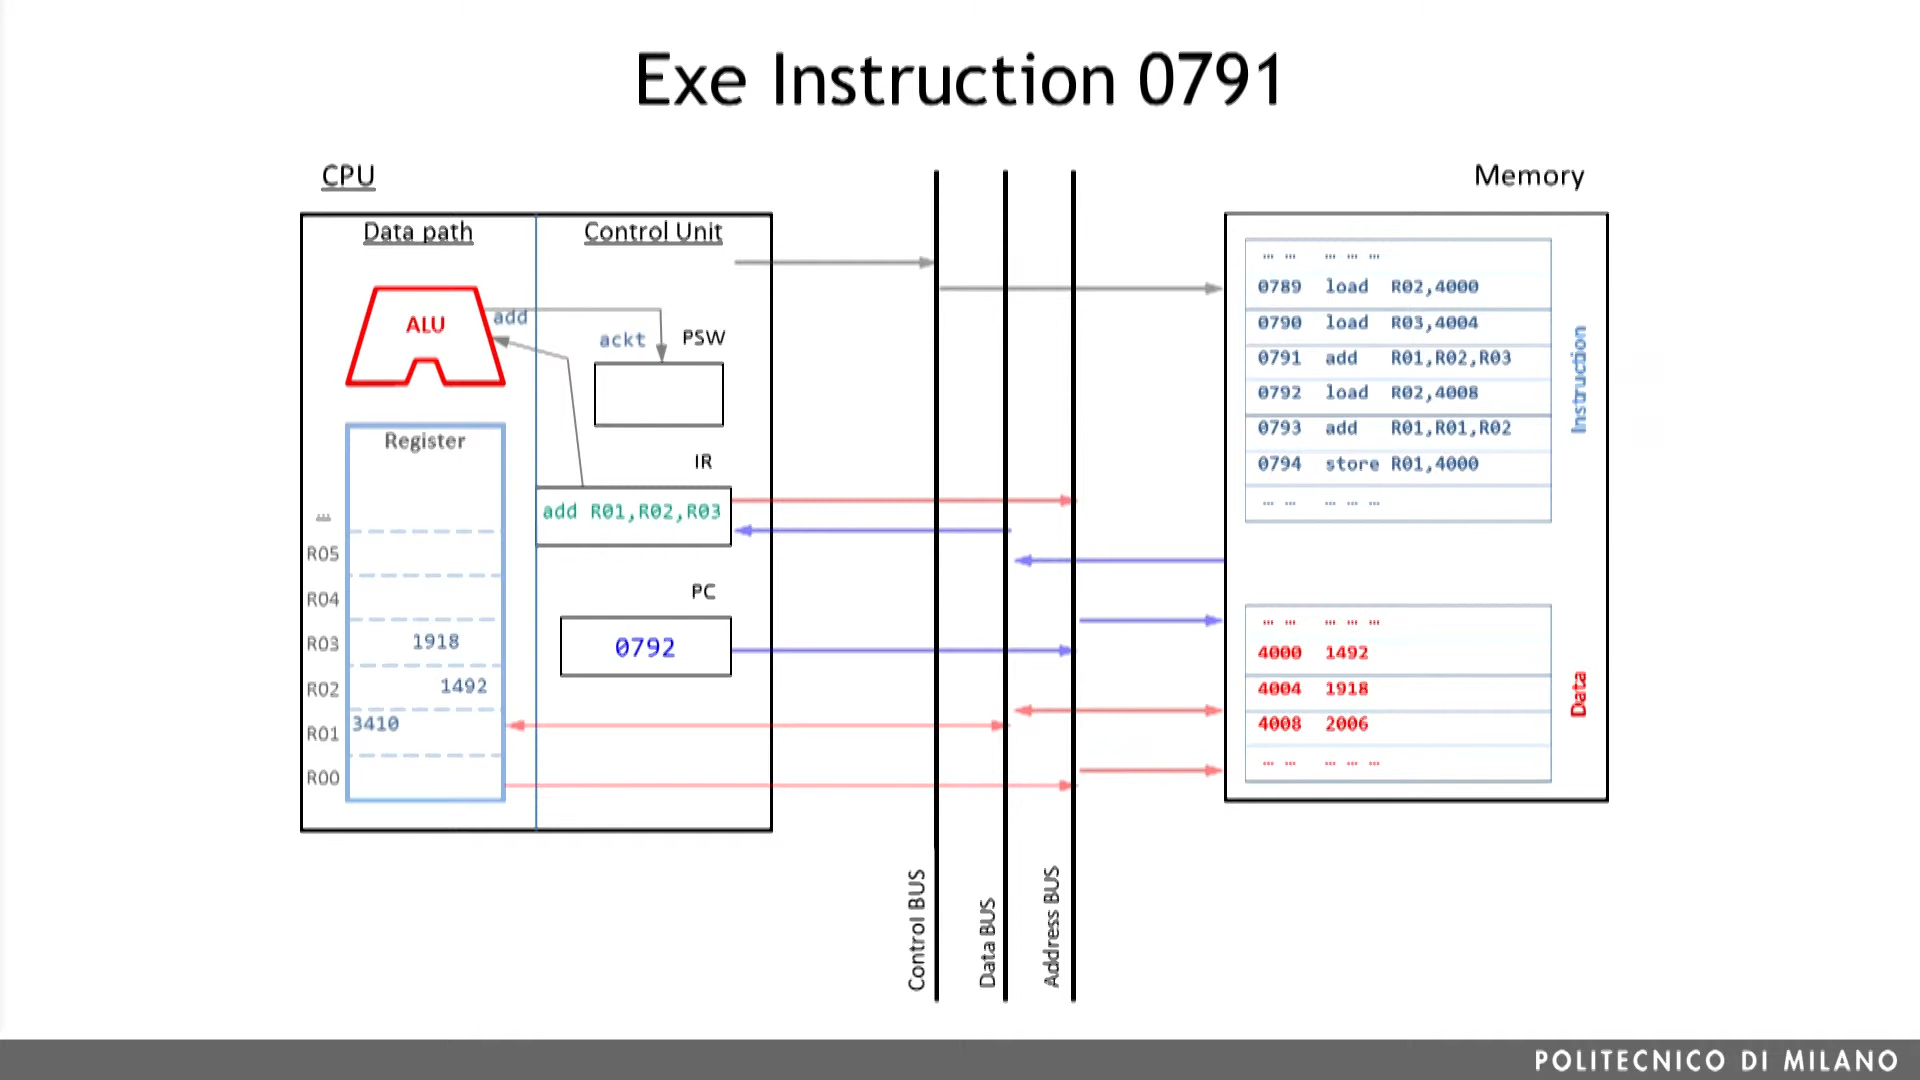 Exe Instruction 0791
CPU
Memory
Data path
Control Unit
ALU
add
ackt
PSW
Register
IR
add R01,R02,R03
PC
0792
...
R05
R04
R03 1918
R02 1492
R01 3410
R00
... ... ... ... ...
0789 load R02,4000
0790 load R03,4004
0791 add R01,R02,R03
0792 load R02,4008
0793 add R01,R01,R02
0794 store R01,4000
... ... ... ... ...
Instruction
... ... ... ... ...
4000 1492
4004 1918
4008 2006
... ... ... ... ...
Data
Control BUS
Data BUS
Address BUS
POLITECNICO DI MILANO